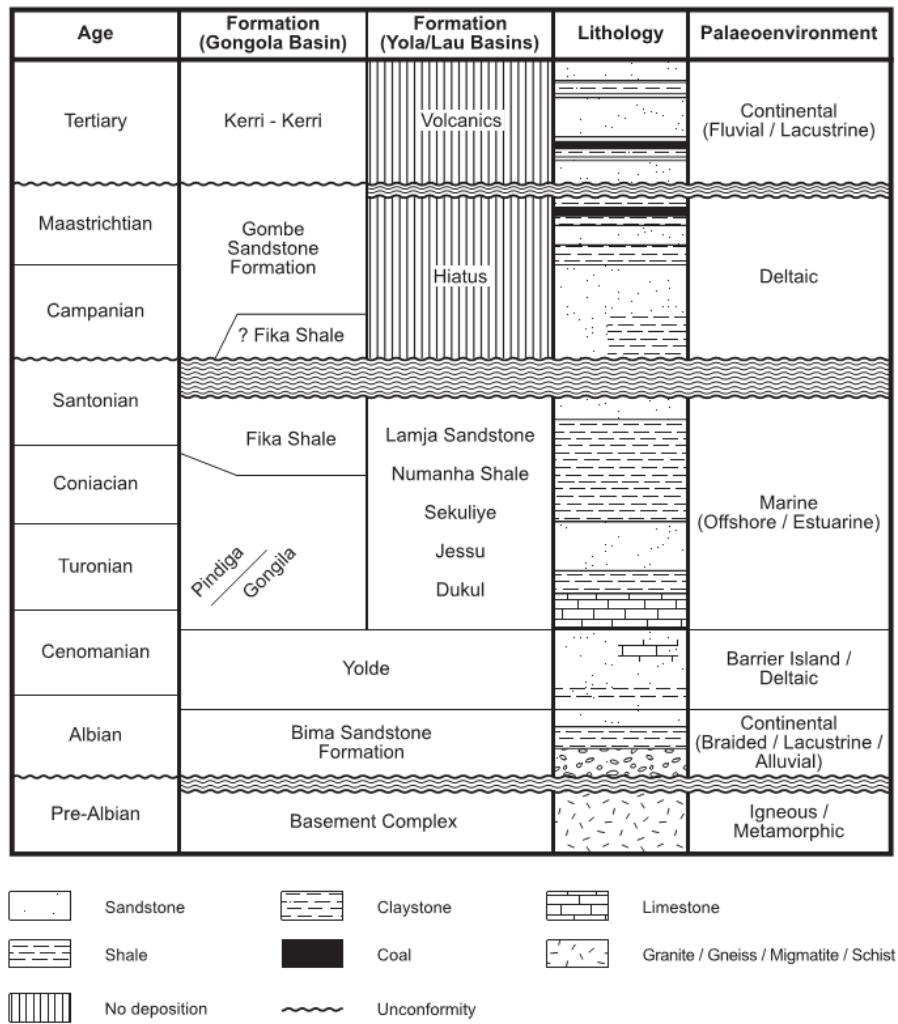 Age
Formation
(Gongola Basin)
Formation
(Yola/Lau Basins)
Lithology
Palaeoenvironment
Tertiary
Kerri - Kerri
Volcanics
Continental
(Fluvial / Lacustrine)
Maastrichtian
Gombe
Sandstone
Formation
Hiatus
Deltaic
Campanian
? Fika Shale
Santonian
Fika Shale
Lamja Sandstone
Numanha Shale
Sekuliye
Jessu
Dukul
Marine
(Offshore / Estuarine)
Coniacian
Turonian
Pindiga
Gongila
Cenomanian
Yolde
Barrier Island /
Deltaic
Albian
Bima Sandstone
Formation
Continental
(Braided / Lacustrine /
Alluvial)
Pre-Albian
Basement Complex
Igneous /
Metamorphic
Sandstone
Claystone
Limestone
Shale
Coal
Granite / Gneiss / Migmatite / Schist
No deposition
Unconformity